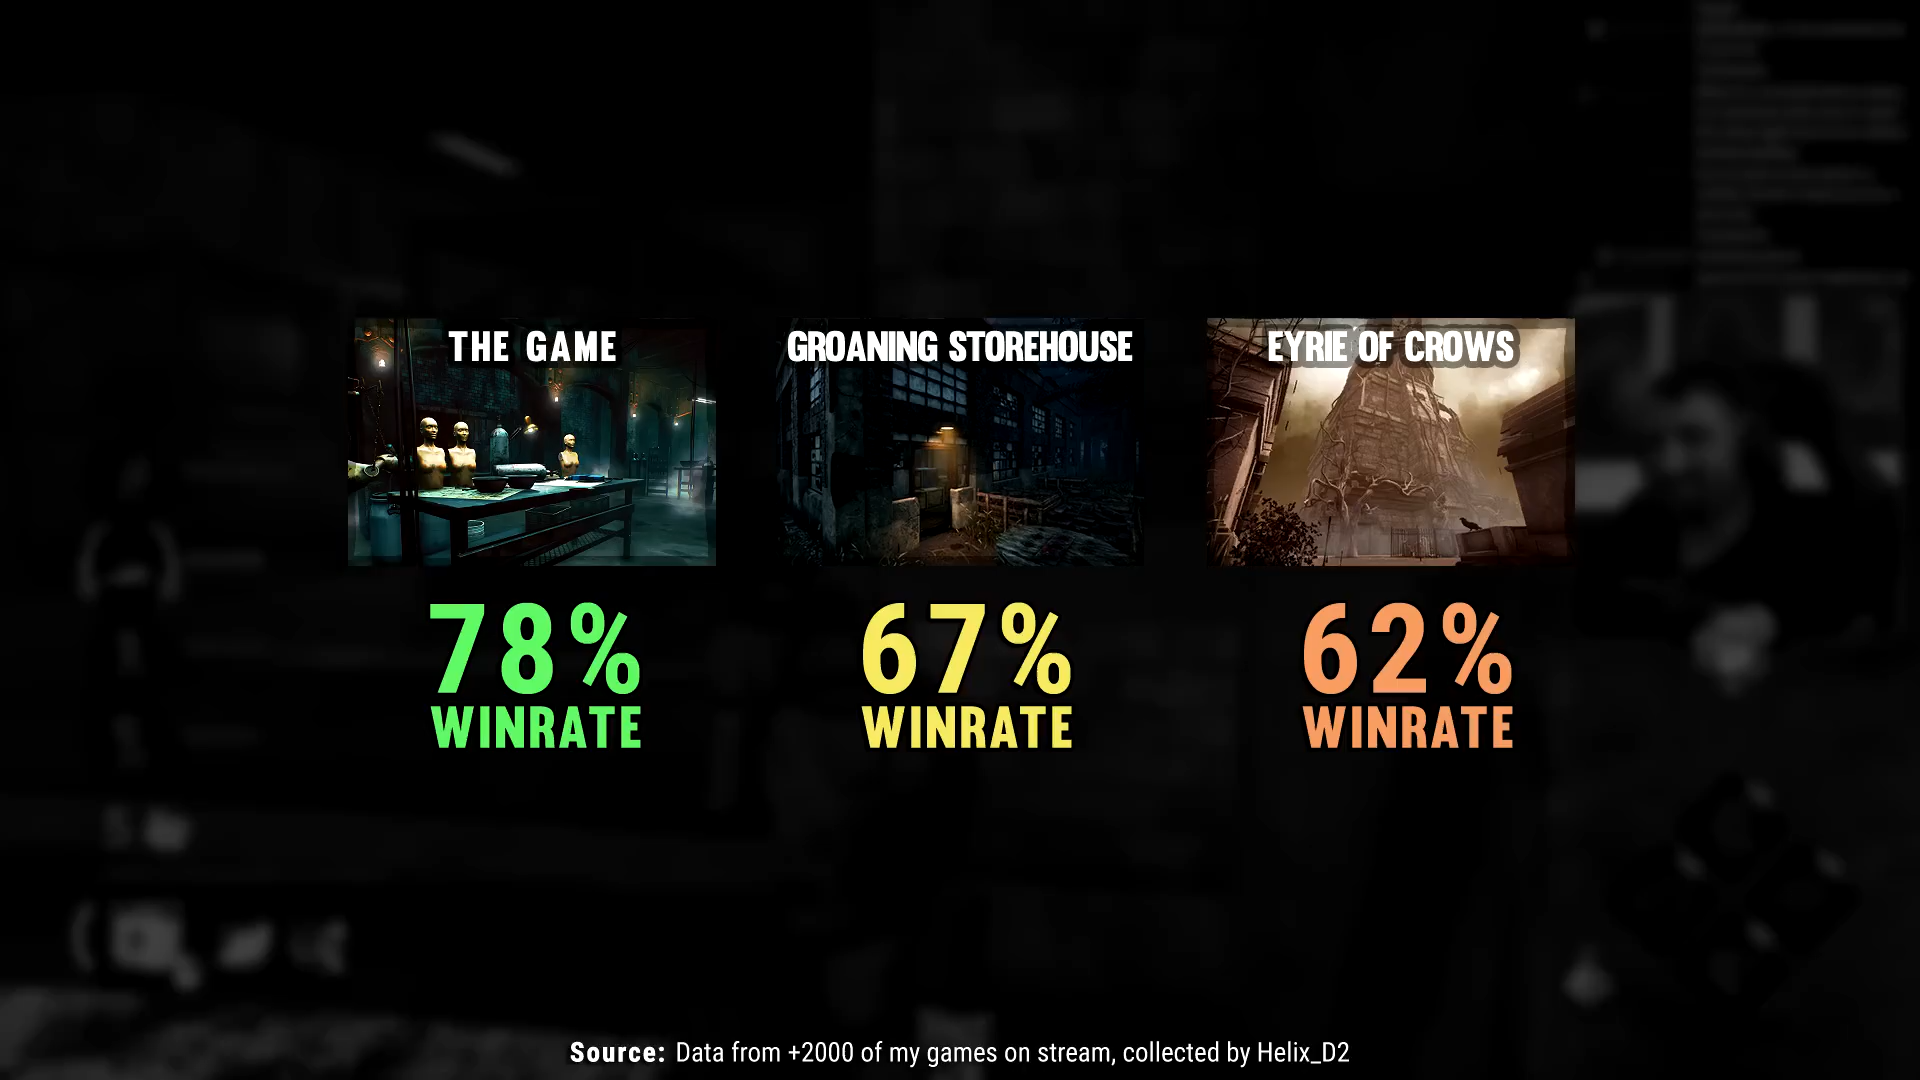 THE GAME
GROANING STOREHOUSE
EYRIE OF CROWS
78%
WINRATE
67%
WINRATE
62%
WINRATE
Source: Data from +2000 of my games on stream, collected by Helix_D2